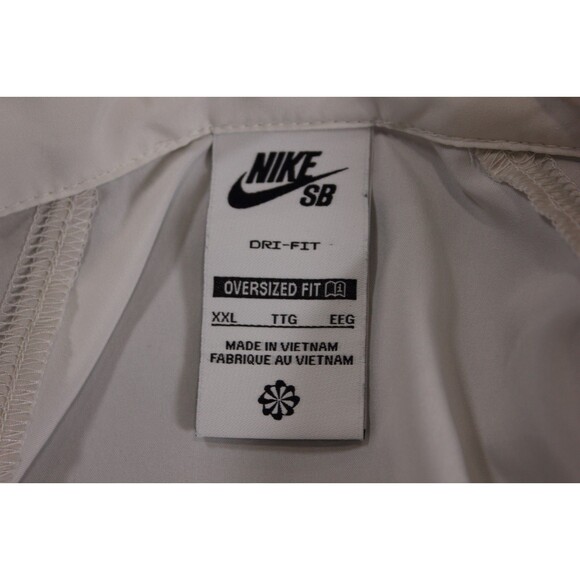 NIKE
SB
DRI-FIT
OVERSIZED FIT
XXL TTG EEG
MADE IN VIETNAM
FABRIQUE AU VIETNAM